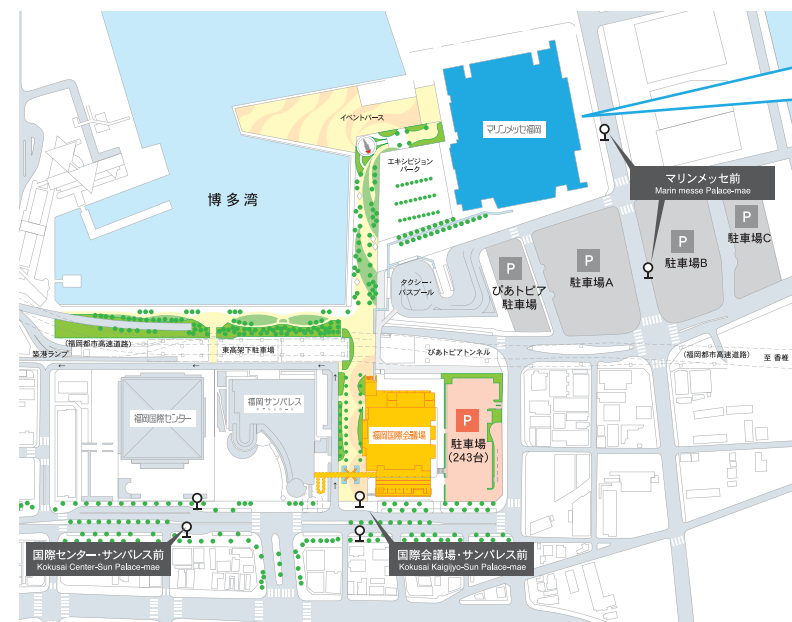 イベントバース
マリンメッセ福岡
エキシビジョン
パーク
マリンメッセ前
Marin messe Palace-mae
博多湾
P
駐車場C
P
駐車場B
P
駐車場A
P
ぴあトピア
駐車場
タクシー・
バスプール
(福岡都市高速道路)
築港ランプ
東高架下駐車場
ぴあトピアトンネル
(福岡都市高速道路)
至 香椎
福岡国際センター
福岡サンパレス
福岡国際会議場
P
駐車場
(243台)
国際センター・サンパレス前
Kokusai Center-Sun Palace-mae
国際会議場・サンパレス前
Kokusai Kaigijyo-Sun Palace-mae